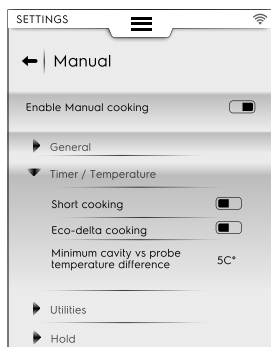 SETTINGS
Manual
Enable Manual cooking
General
Timer / Temperature
Short cooking
Eco-delta cooking
Minimum cavity vs probe
temperature difference
5C°
Utilities
Hold